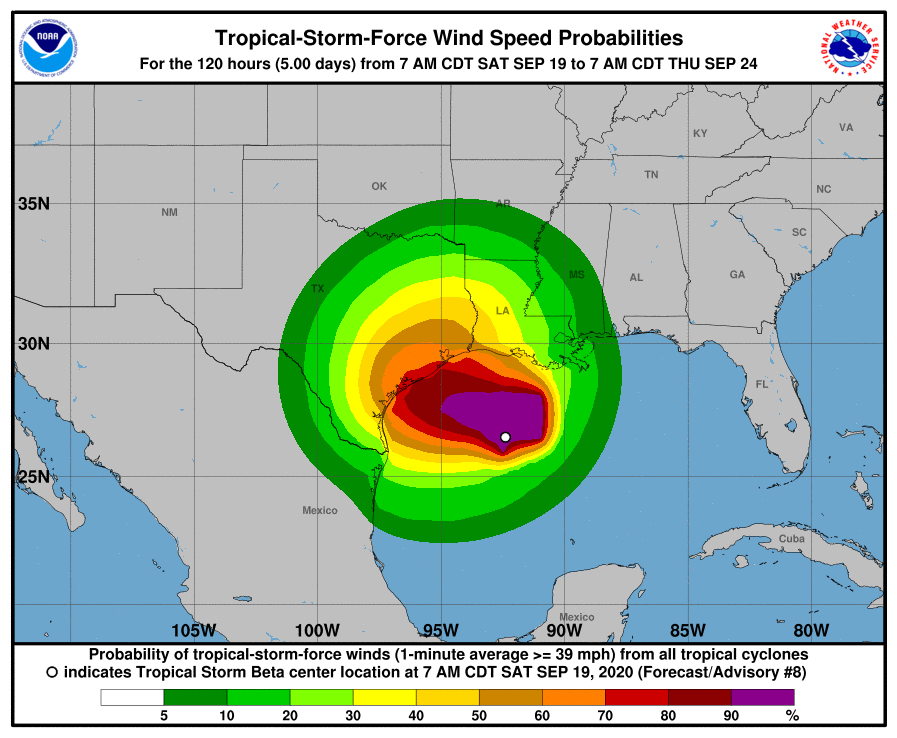 Tropical-Storm-Force Wind Speed Probabilities
For the 120 hours (5.00 days) from 7 AM CDT SAT SEP 19 to 7 AM CDT THU SEP 24
NOAA
NATIONAL WEATHER SERVICE
KY
VA
OK
TN
NC
35N
AR
NM
SC
MS
AL
GA
TX
LA
30N
FL
25N
Mexico
Cuba
Mexico
105W 100W 95W 90W 85W 80W
Probability of tropical-storm-force winds (1-minute average >= 39 mph) from all tropical cyclones
indicates Tropical Storm Beta center location at 7 AM CDT SAT SEP 19, 2020 (Forecast/Advisory #8)
5 10 20 30 40 50 60 70 80 90 %